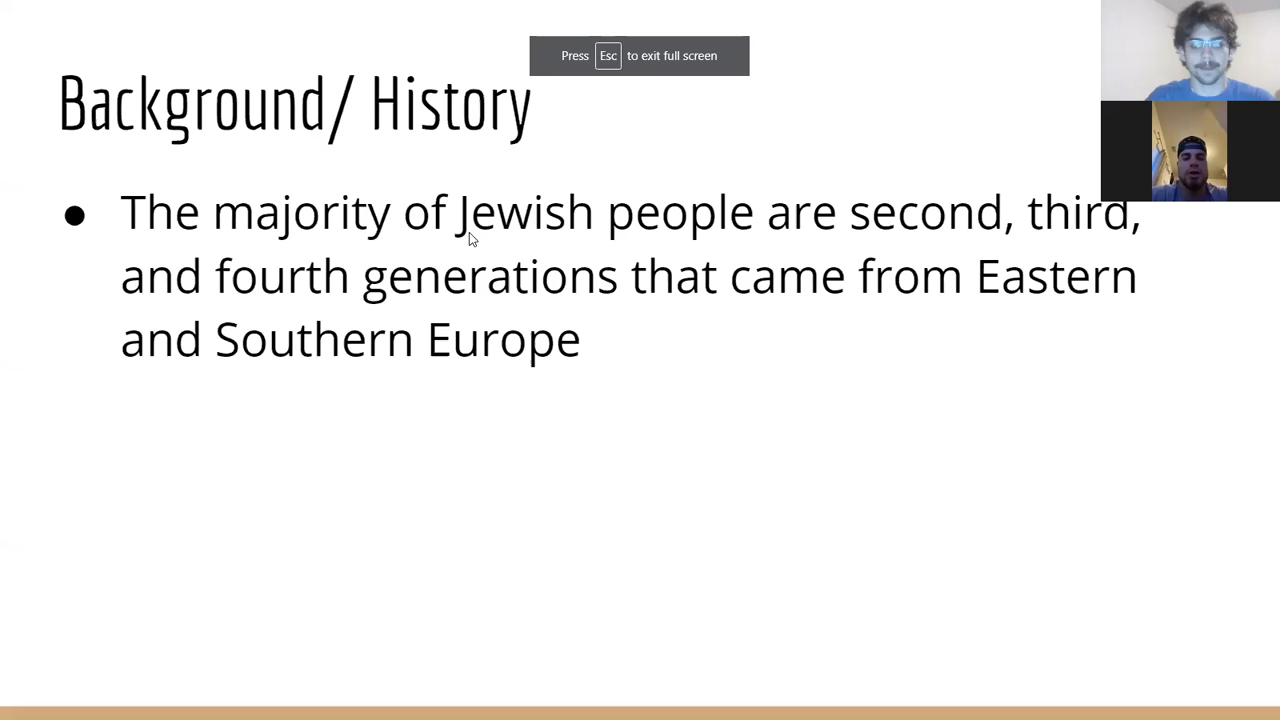 Press Esc to exit full screen
Background/ History
● The majority of Jewish people are second, third,
and fourth generations that came from Eastern
and Southern Europe